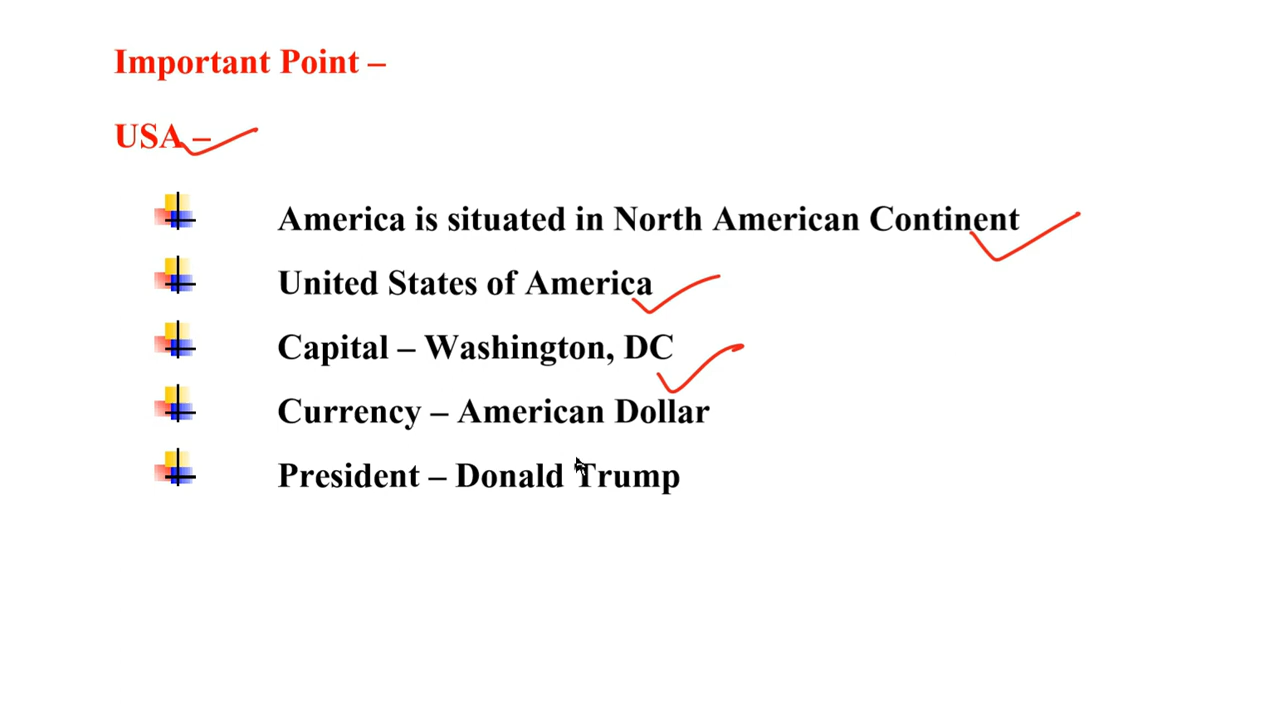 Important Point –
USA –
America is situated in North American Continent
United States of America
Capital – Washington, DC
Currency – American Dollar
President – Donald Trump